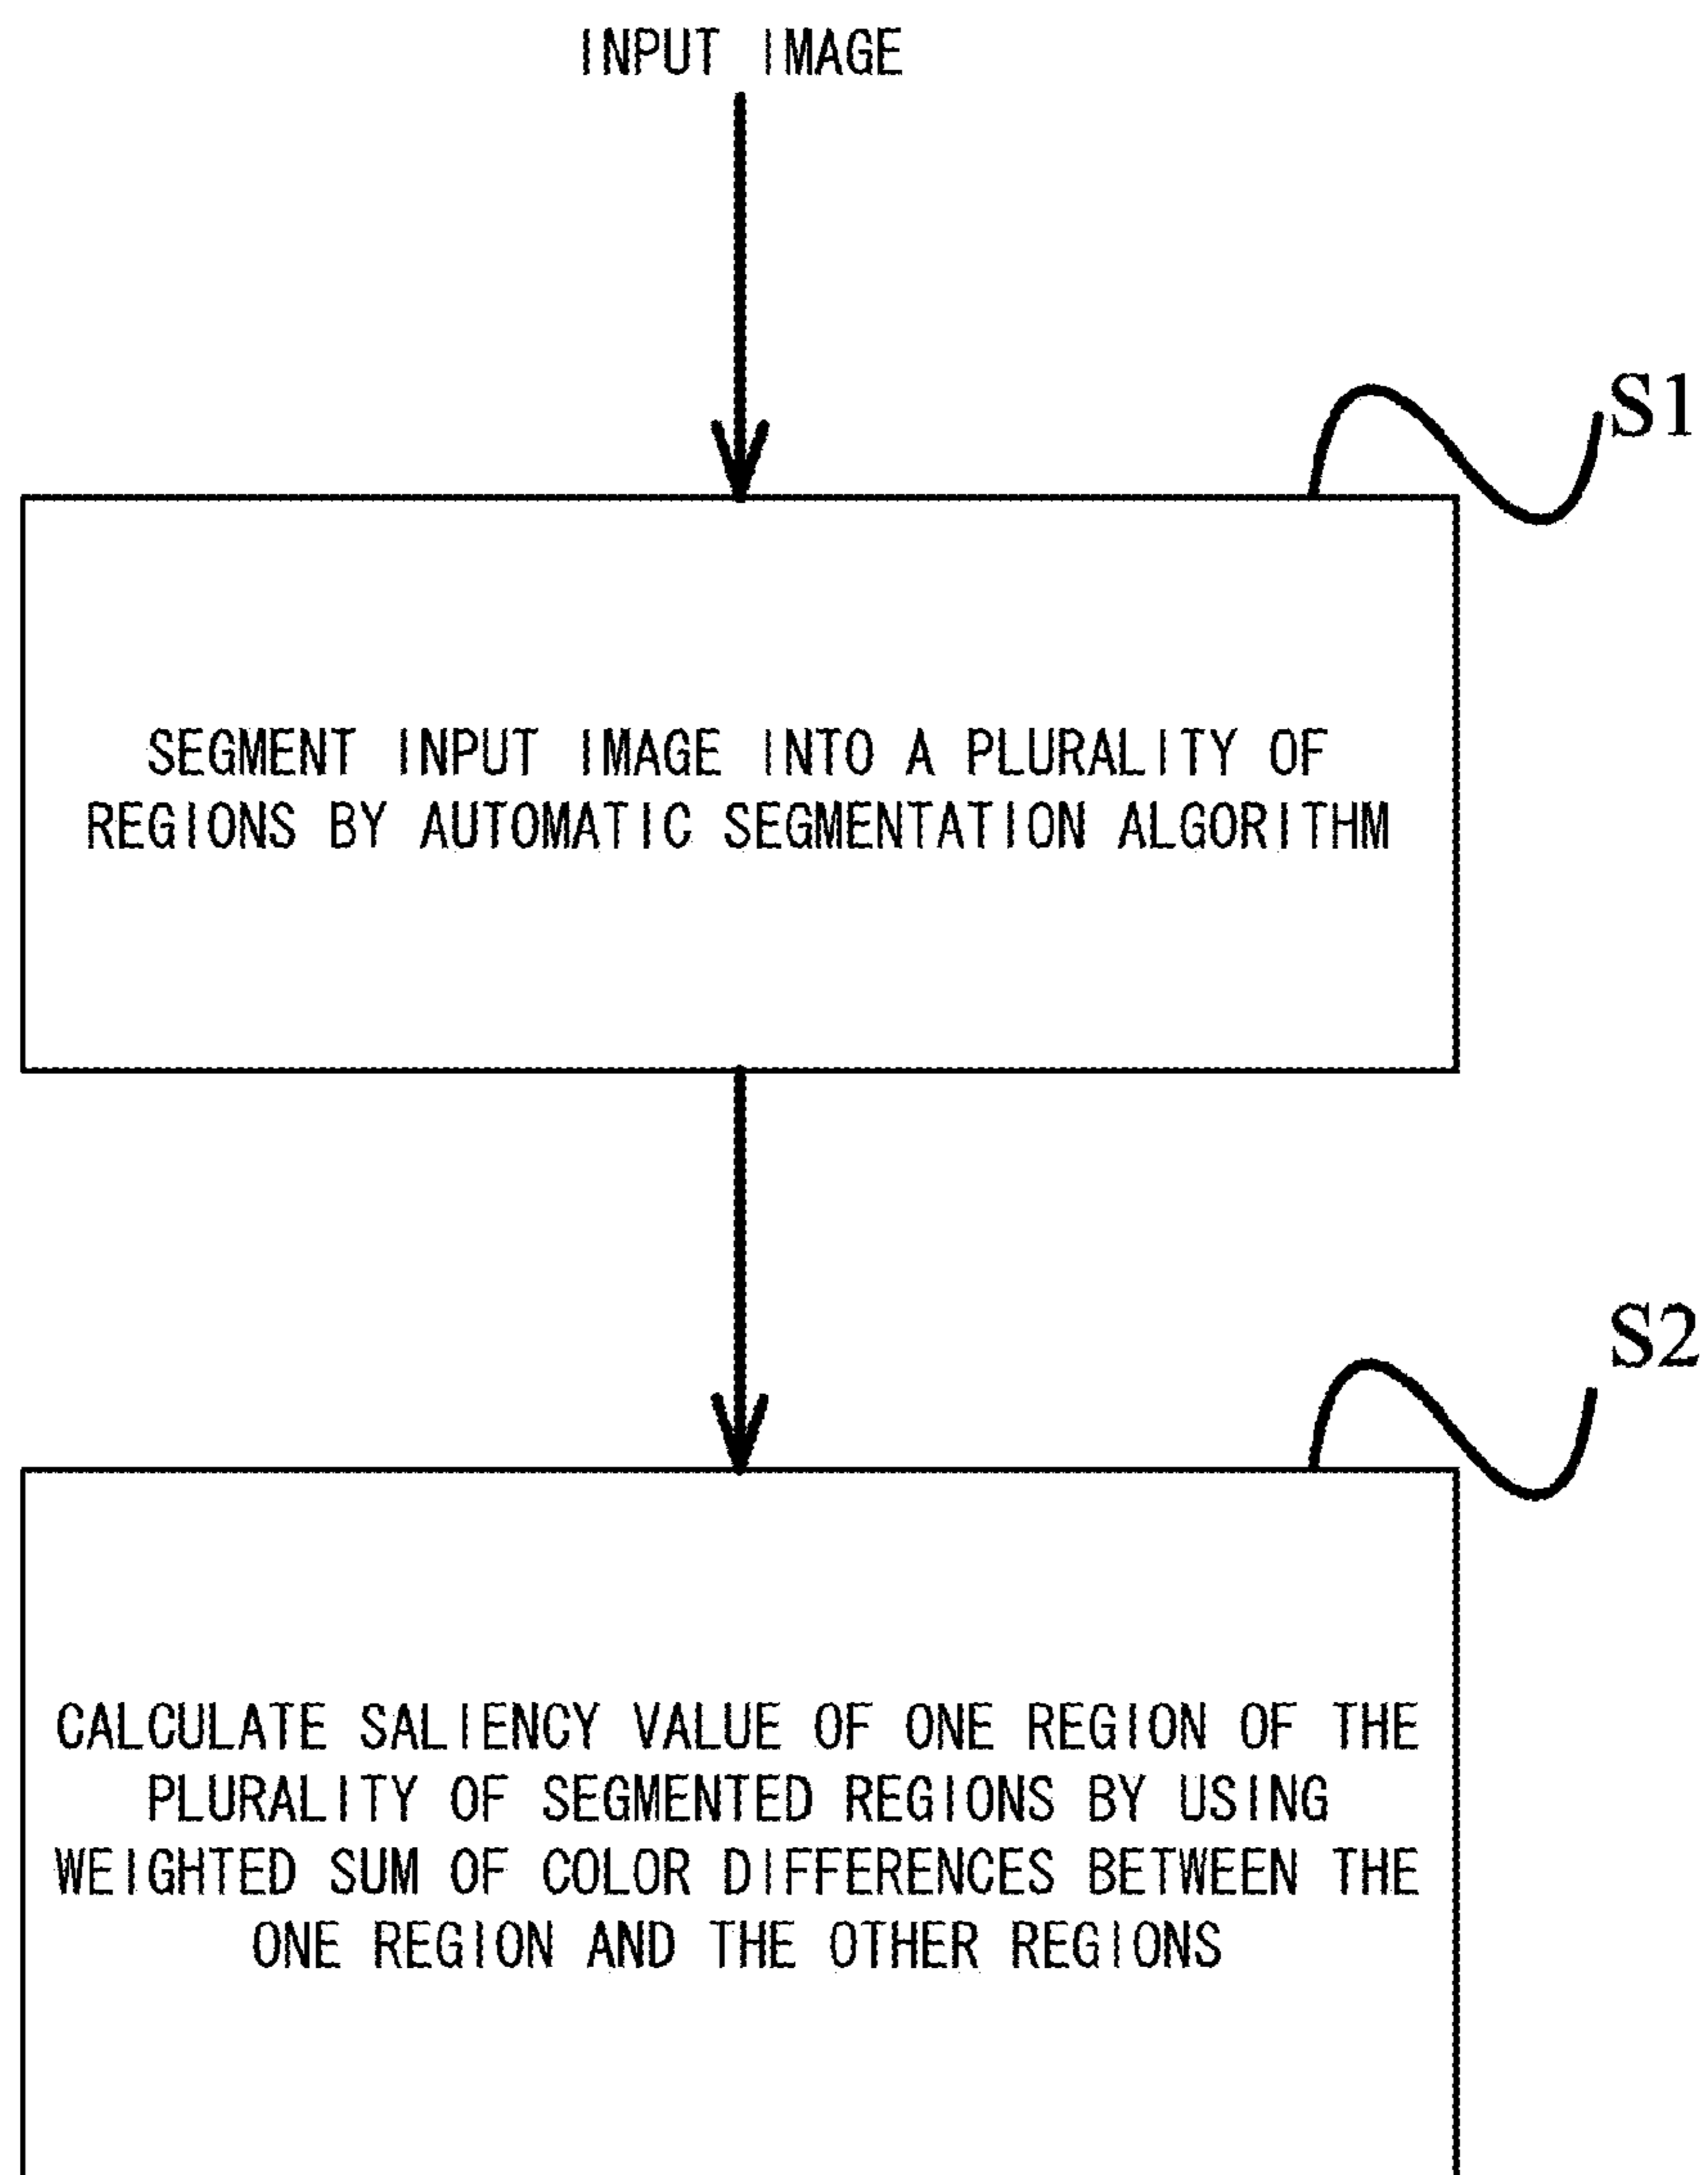 INPUT IMAGE
S1
SEGMENT INPUT IMAGE INTO A PLURALITY OF
REGIONS BY AUTOMATIC SEGMENTATION ALGORITHM
S2
CALCULATE SALIENCY VALUE OF ONE REGION OF THE
PLURALITY OF SEGMENTED REGIONS BY USING
WEIGHTED SUM OF COLOR DIFFERENCES BETWEEN THE
ONE REGION AND THE OTHER REGIONS